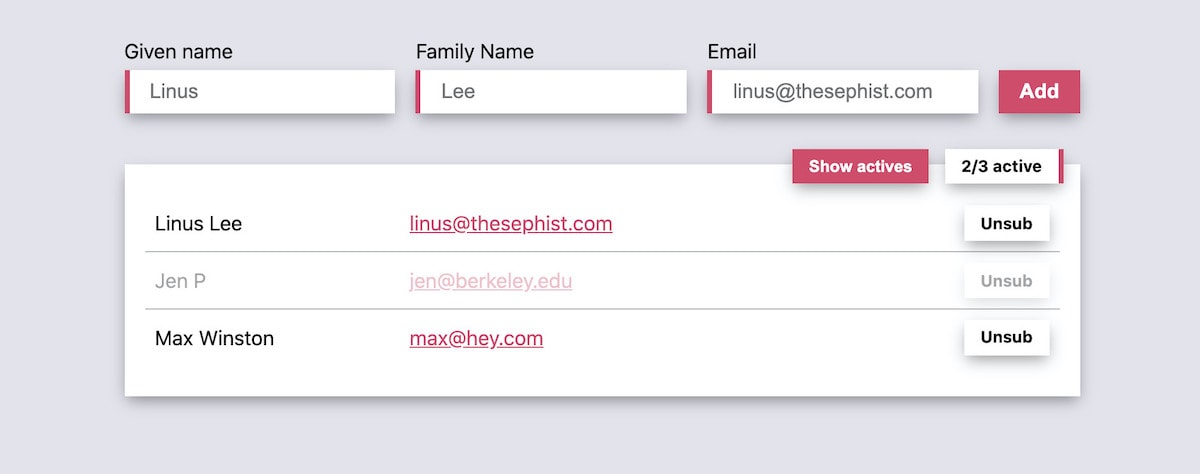 Given name Family Name Email
Linus Lee linus@thesephist.com Add
Show actives 2/3 active
Linus Lee linus@thesephist.com Unsub
Jen P jen@berkeley.edu Unsub
Max Winston max@hey.com Unsub